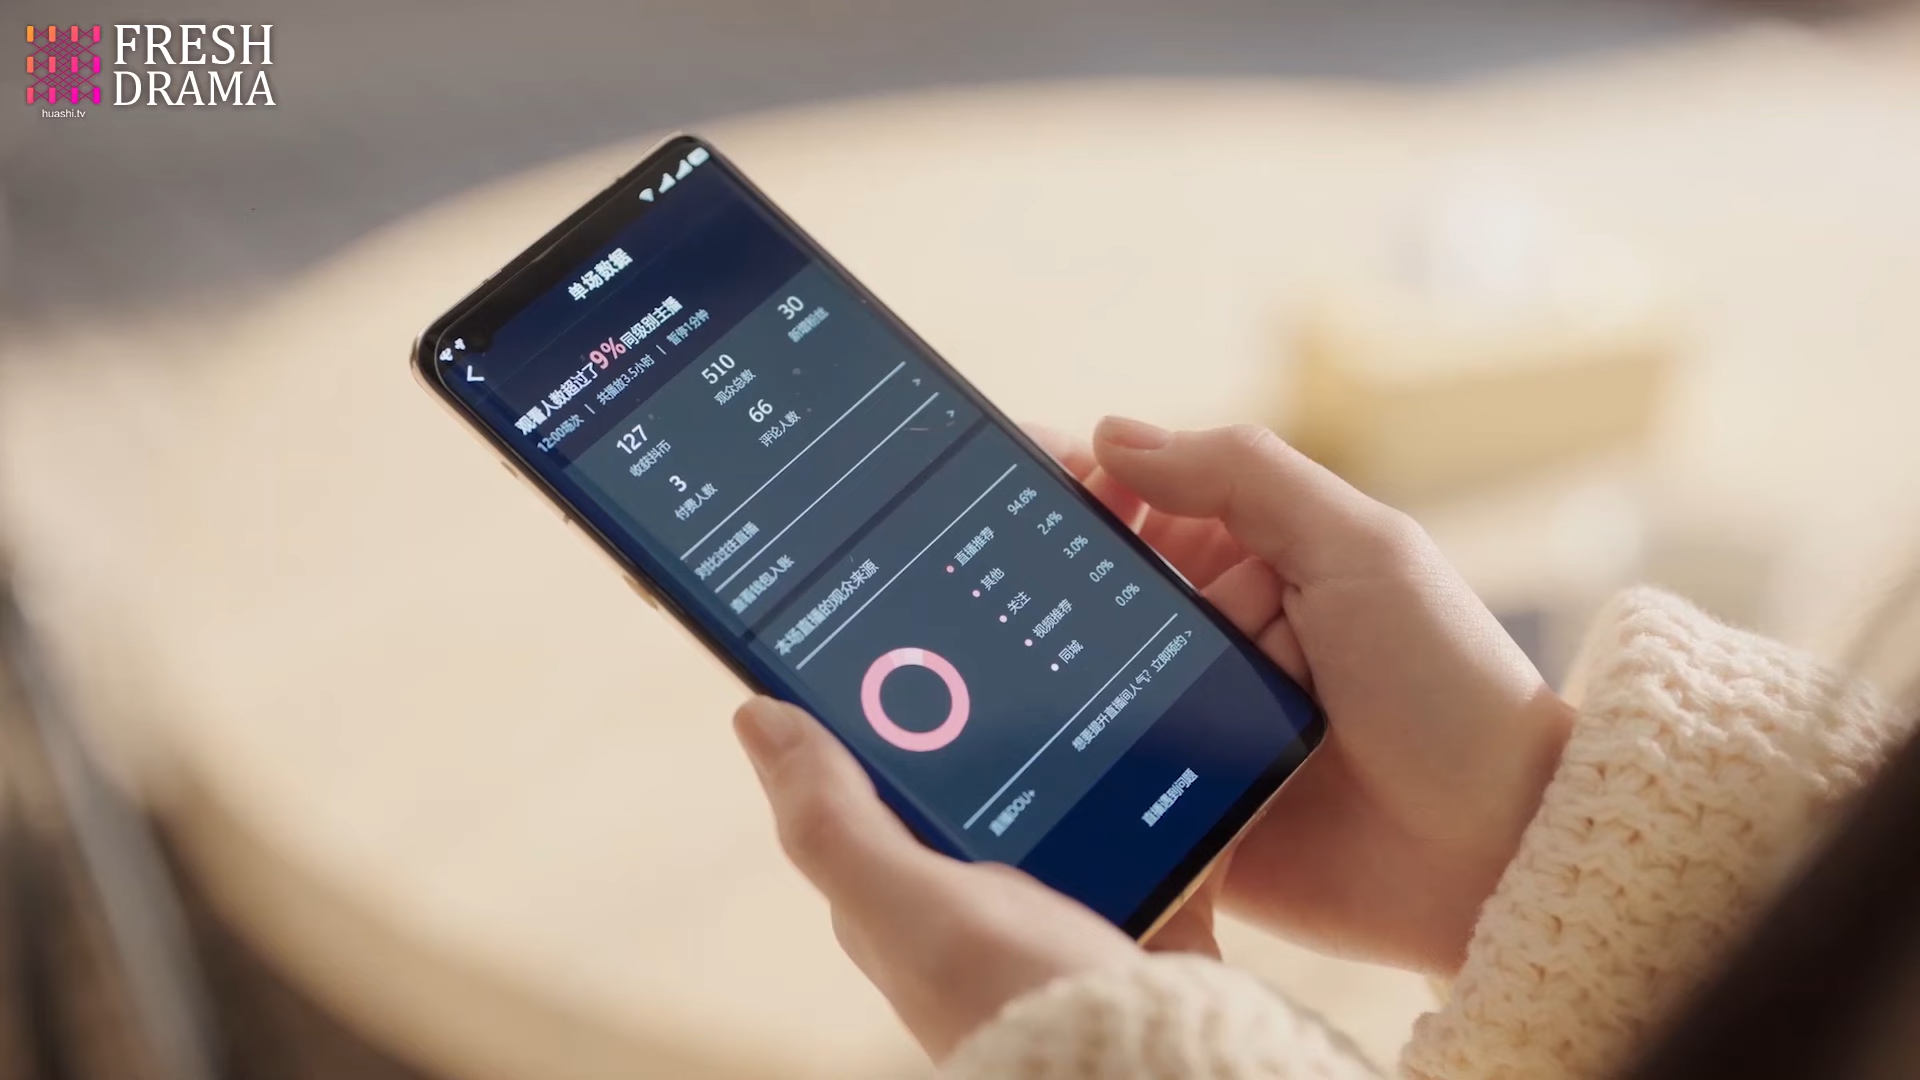 FRESH
DRAMA
huashi.tv
单场数据
观看人数超过了9%同级别主播
12:00场次 | 共播放3.5小时 | 暂停1分钟
127 510 30
收获抖币 观众总数 新增粉丝
3 66
付费人数 评论人数
对比过往直播 >
查看钱包入账 >
本场直播的观众来源
直播推荐 94.6%
其他 2.4%
关注 3.0%
视频推荐 0.0%
同城 0.0%
直播DOU+ 想要提升直播间人气? 立即预约 >
直播遇到问题